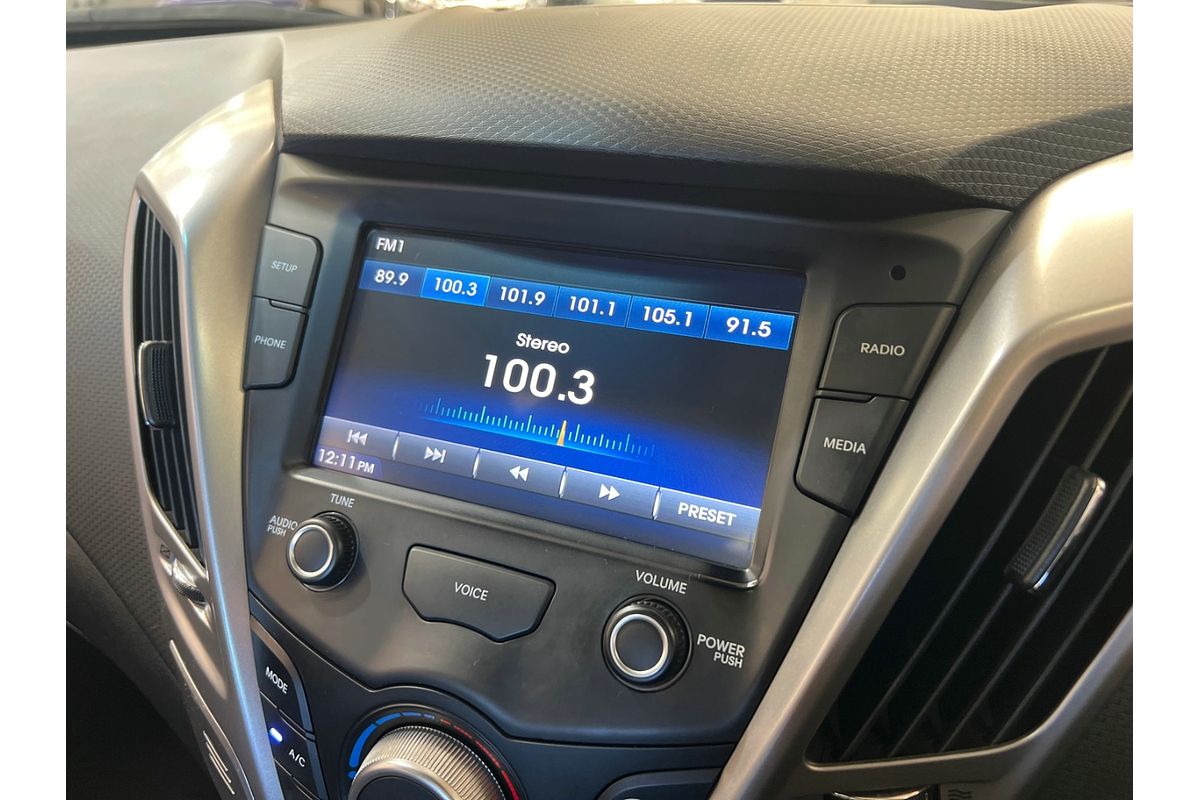 FM1
89.9 100.3 101.9 101.1 105.1 91.5
Stereo
100.3
12:11 PM
PRESET
SETUP
PHONE
RADIO
MEDIA
TUNE
AUDIO
PUSH
VOICE
VOLUME
POWER
PUSH
MODE
A/C